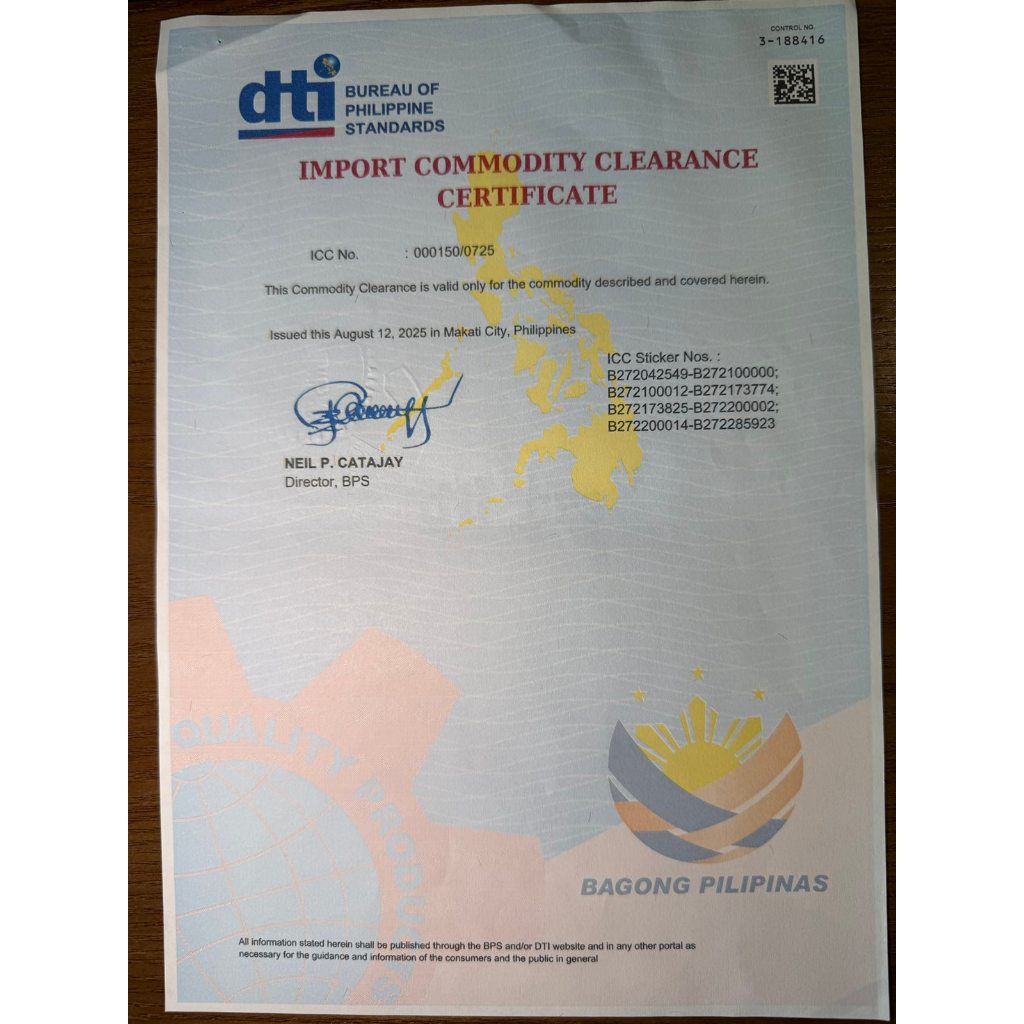 CONTROL NO.
3-188416
dti
BUREAU OF
PHILIPPINE
STANDARDS
IMPORT COMMODITY CLEARANCE
CERTIFICATE
ICC No. : 000150/0725
This Commodity Clearance is valid only for the commodity described and covered herein.
Issued this August 12, 2025 in Makati City, Philippines
ICC Sticker Nos. :
B272042549-B272100000;
B272100012-B272173774;
B272173825-B272200002;
B272200014-B272285923
NEIL P. CATAJAY
Director, BPS
QUALITY PRODUCTS
BAGONG PILIPINAS
All information stated herein shall be published through the BPS and/or DTI website and in any other portal as
necessary for the guidance and information of the consumers and the public in general